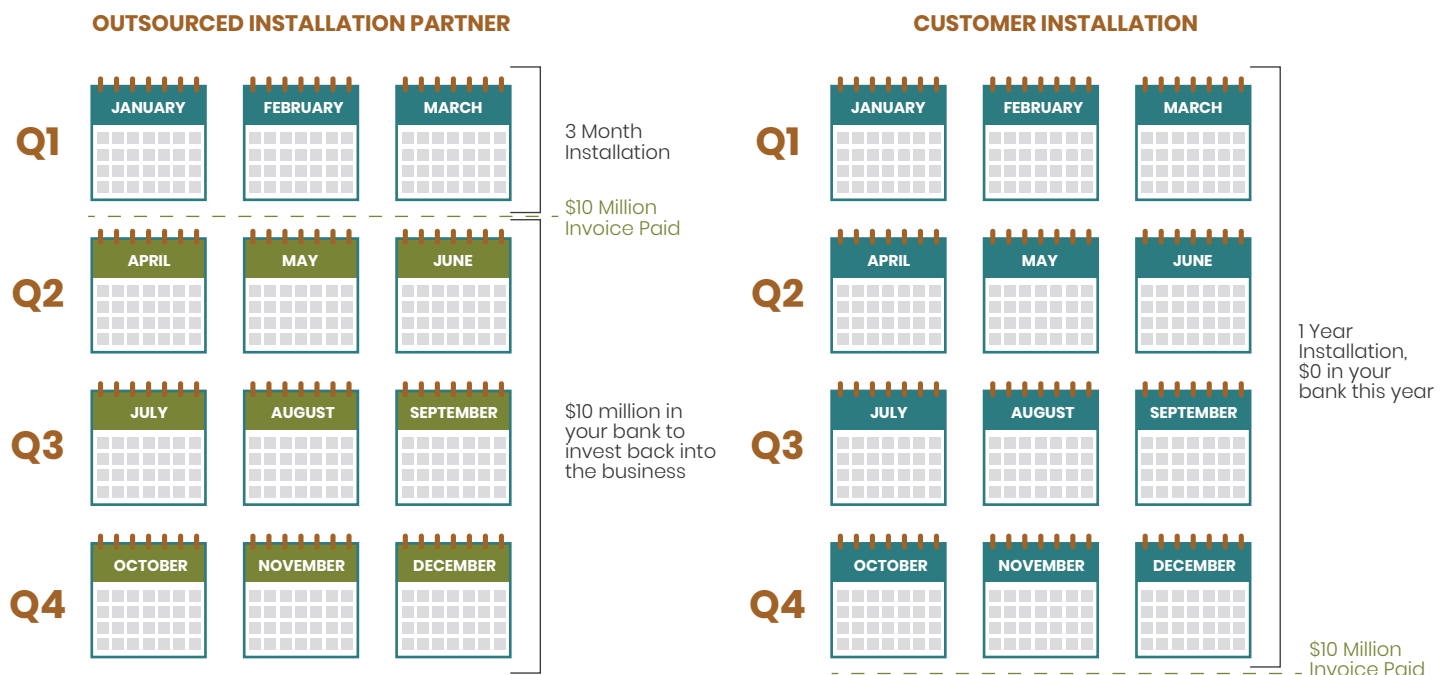 OUTSOURCED INSTALLATION PARTNER
Q1
JANUARY
FEBRUARY
MARCH
3 Month
Installation
$10 Million
Invoice Paid
Q2
APRIL
MAY
JUNE
Q3
JULY
AUGUST
SEPTEMBER
$10 million in
your bank to
invest back into
the business
Q4
OCTOBER
NOVEMBER
DECEMBER
CUSTOMER INSTALLATION
Q1
JANUARY
FEBRUARY
MARCH
Q2
APRIL
MAY
JUNE
1 Year
Installation,
$0 in your
bank this year
Q3
JULY
AUGUST
SEPTEMBER
Q4
OCTOBER
NOVEMBER
DECEMBER
$10 Million
Invoice Paid